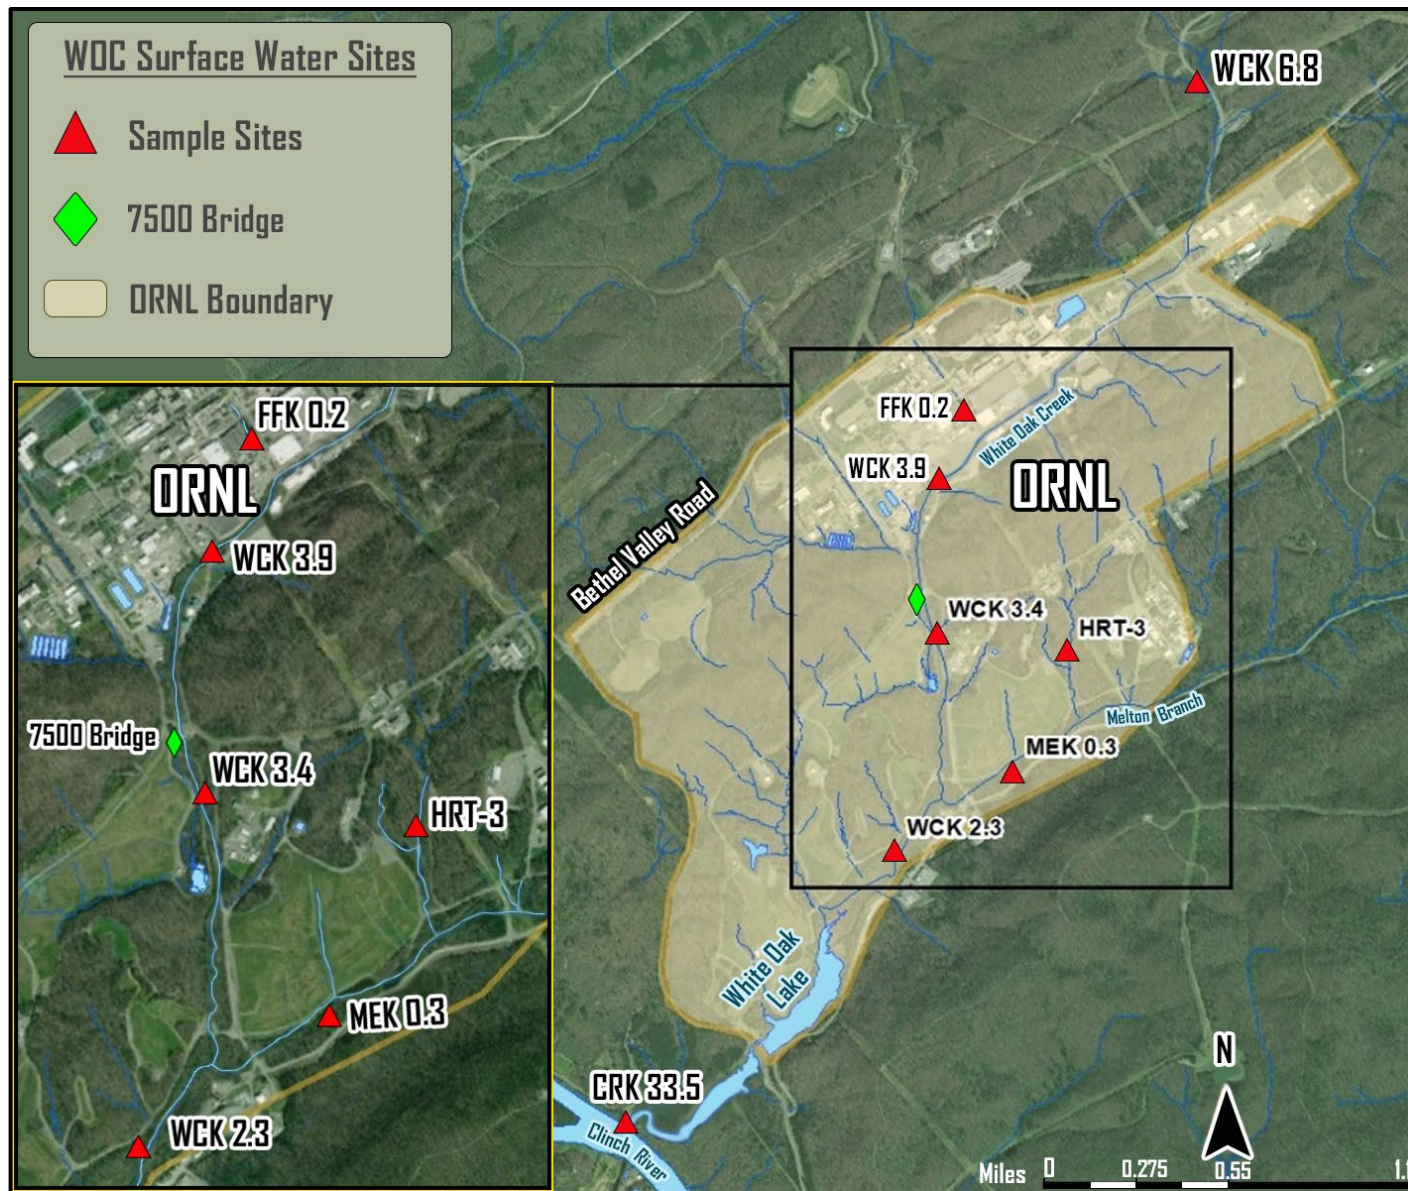 WOC Surface Water Sites
Sample Sites
7500 Bridge
ORNL Boundary
WCK 6.8
FFK 0.2
White Oak Creek
WCK 3.9
ORNL
Bethel Valley Road
WCK 3.4
HRT-3
Melton Branch
MEK 0.3
WCK 2.3
White Oak
Lake
CRK 33.5
Clinch River
N
Miles 0 0.275 0.55
FFK 0.2
ORNL
WCK 3.9
7500 Bridge
WCK 3.4
HRT-3
MEK 0.3
WCK 2.3